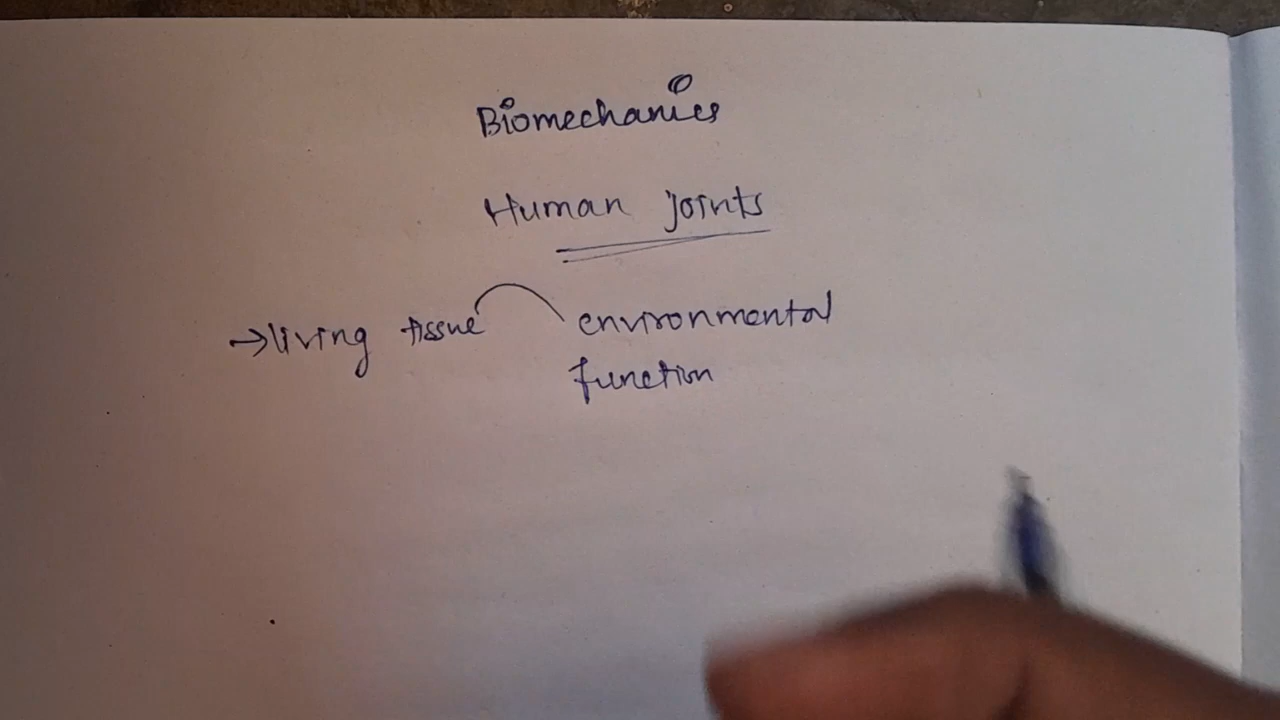 Biomechanics
Human joints
→living tissue environmental
function